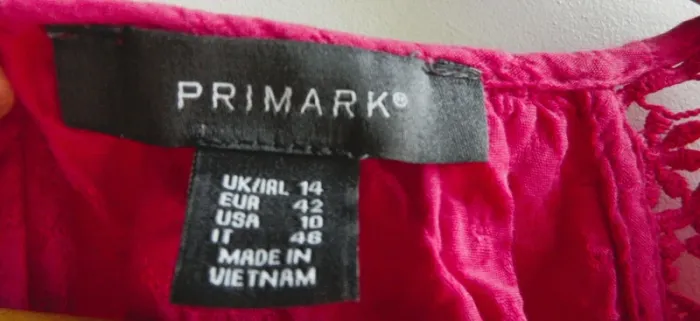 PRIMARK®
UK/IRL 14
EUR 42
USA 10
IT 46
MADE IN
VIETNAM